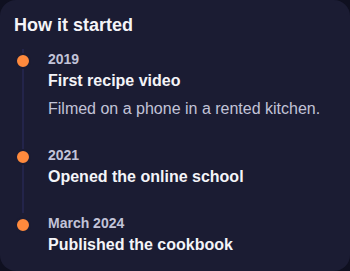 How it started
2019
First recipe video
Filmed on a phone in a rented kitchen.
2021
Opened the online school
March 2024
Published the cookbook